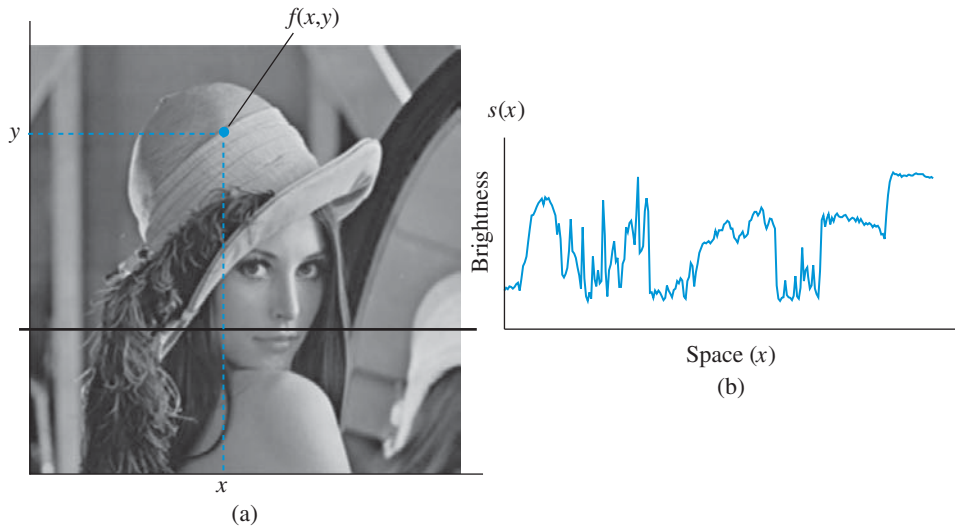 f(x,y)
y
x
(a)
s(x)
Brightness
Space (x)
(b)